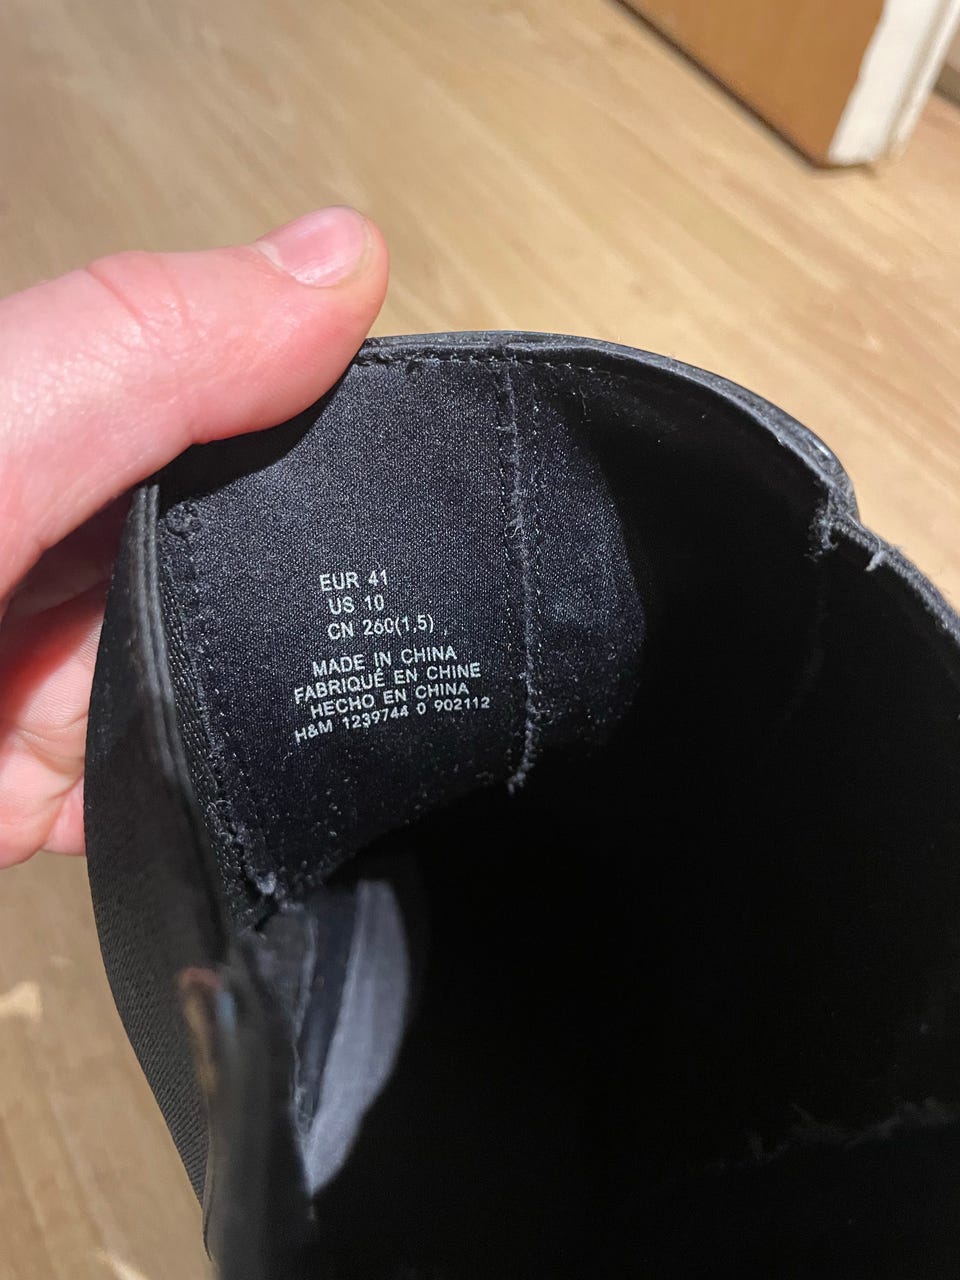 EUR 41
US 10
CN 260(1,5)
MADE IN CHINA
FABRIQUÉ EN CHINE
HECHO EN CHINA
H&M 1239744 0 902112